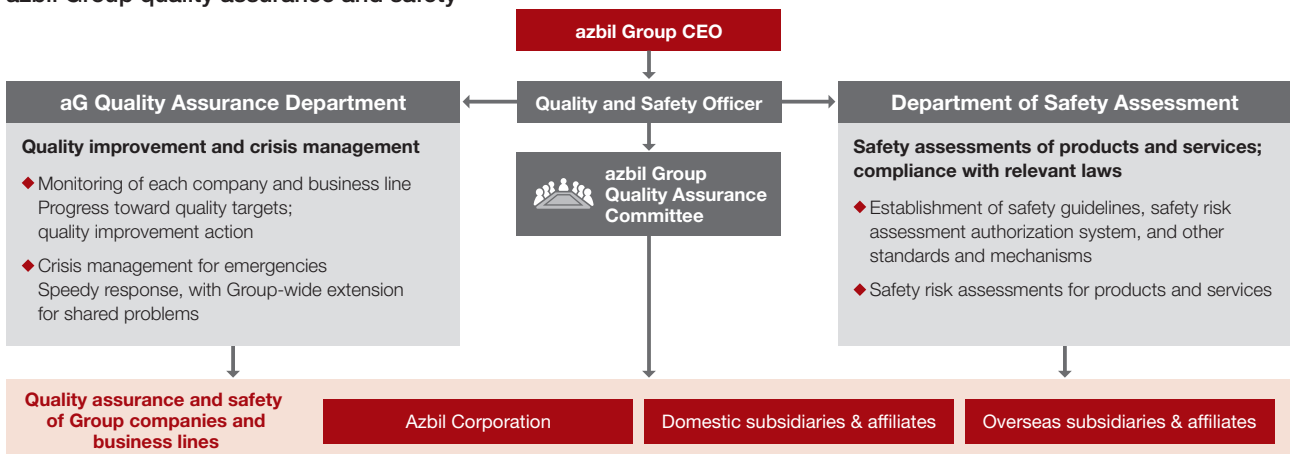 azbil Group quality assurance and safety
azbil Group CEO
aG Quality Assurance Department
Quality improvement and crisis management
◆ Monitoring of each company and business line
Progress toward quality targets;
quality improvement action
◆ Crisis management for emergencies
Speedy response, with Group-wide extension
for shared problems
Quality and Safety Officer
azbil Group
Quality Assurance
Committee
Department of Safety Assessment
Safety assessments of products and services;
compliance with relevant laws
◆ Establishment of safety guidelines, safety risk
assessment authorization system, and other
standards and mechanisms
◆ Safety risk assessments for products and services
Quality assurance and safety
of Group companies and
business lines
Azbil Corporation
Domestic subsidiaries & affiliates
Overseas subsidiaries & affiliates